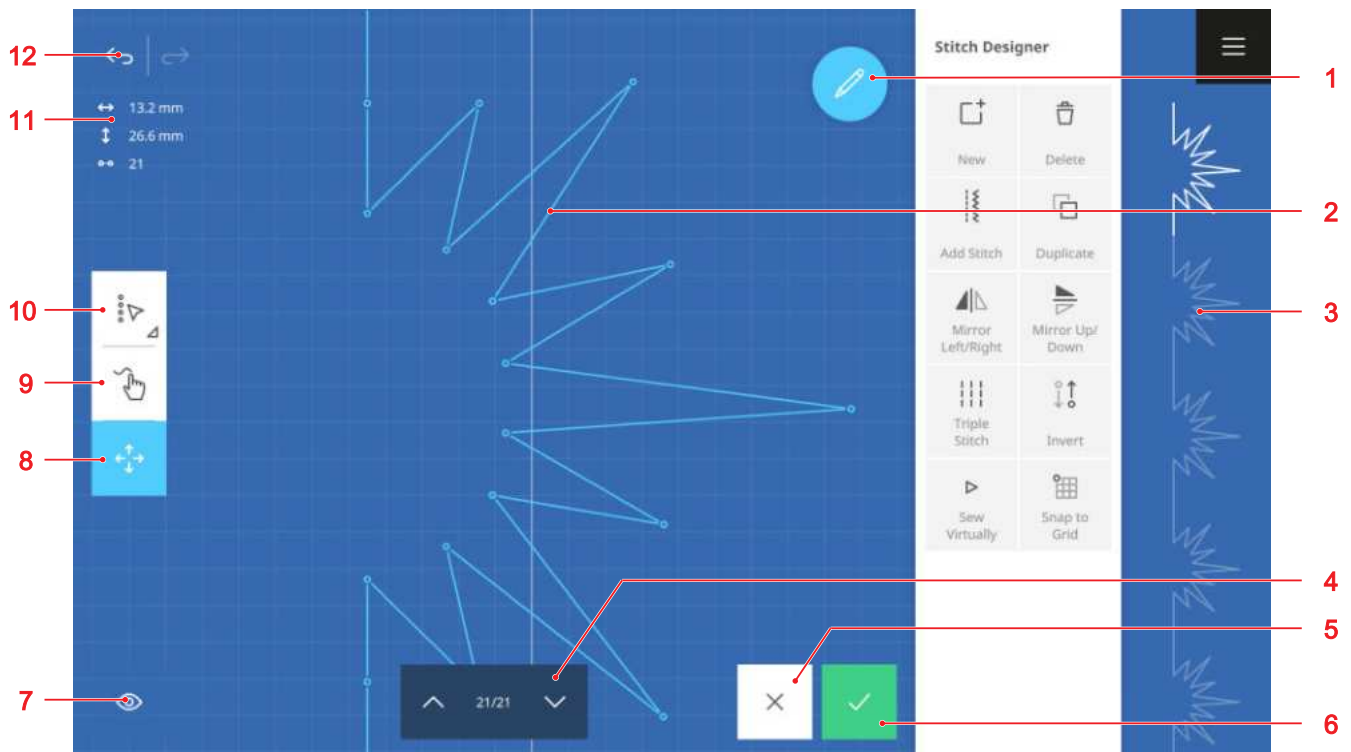 12
11
10
9
8
7
13.2 mm
26.6 mm
21
21/21
Stitch Designer
New
Delete
Add Stitch
Duplicate
Mirror
Left/Right
Mirror Up/
Down
Triple
Stitch
Invert
Sew
Virtually
Snap to
Grid
1
2
3
4
5
6